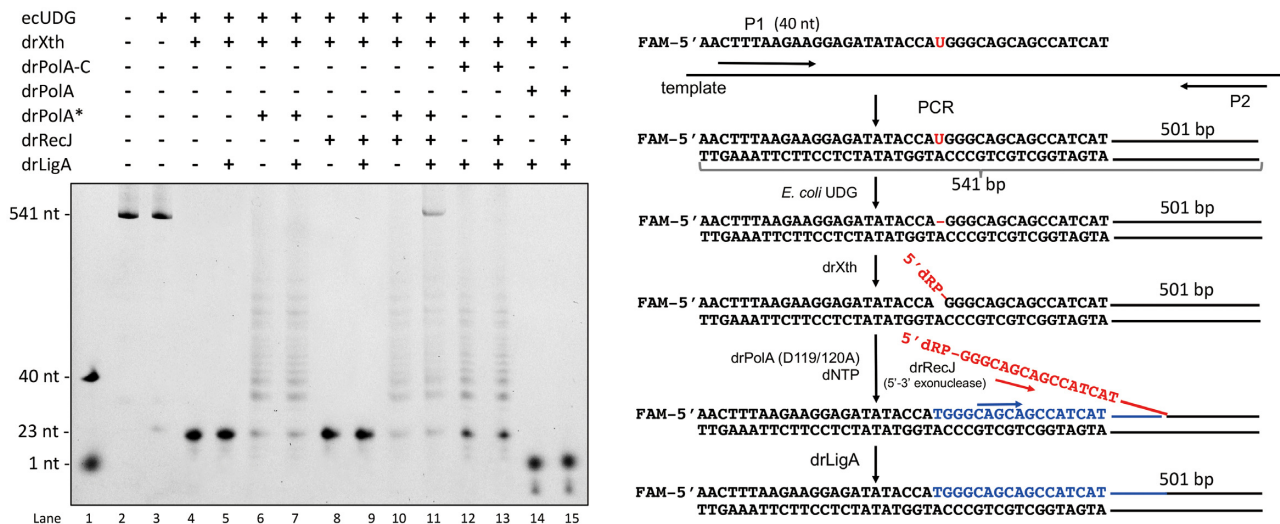 ecUDG - + + + + + + + + + + + + +
drXth - - + + + + + + + + + + + +
drPolA-C - - - - - - - - - - + + - -
drPolA - - - - - - - - - - - - + +
drPolA* - - - - + + - - + + - - - -
drRecJ - - - - - - + + + + - + - +
drLigA - - - + - + - + - + + + + +
541 nt -
40 nt -
23 nt -
1 nt -
Lane 1 2 3 4 5 6 7 8 9 10 11 12 13 14 15
P1 (40 nt)
FAM-5′AACTTTAAGAAGGAGATATACCAUGGGCAGCAGCCATCAT
template
P2
PCR
501 bp
FAM-5′AACTTTAAGAAGGAGATATACCAUGGGCAGCAGCCATCAT
TTGAAATTCTTCCTCTATATGGTACCCGTCGTCGGTAGTA
541 bp
E. coli UDG
501 bp
FAM-5′AACTTTAAGAAGGAGATATACCA-GGGCAGCAGCCATCAT
TTGAAATTCTTCCTCTATATGGTACCCGTCGTCGGTAGTA
drXth
5′dRP-
501 bp
FAM-5′AACTTTAAGAAGGAGATATACCA GGGCAGCAGCCATCAT
TTGAAATTCTTCCTCTATATGGTACCCGTCGTCGGTAGTA
5′dRP-GGGCAGCAGCCATCAT
drPolA (D119/120A)
dNTP
drRecJ
(5'-3' exonuclease)
FAM-5′AACTTTAAGAAGGAGATATACCATGGGCAGCAGCCATCAT
TTGAAATTCTTCCTCTATATGGTACCCGTCGTCGGTAGTA
drLigA
501 bp
FAM-5′AACTTTAAGAAGGAGATATACCATGGGCAGCAGCCATCAT
TTGAAATTCTTCCTCTATATGGTACCCGTCGTCGGTAGTA